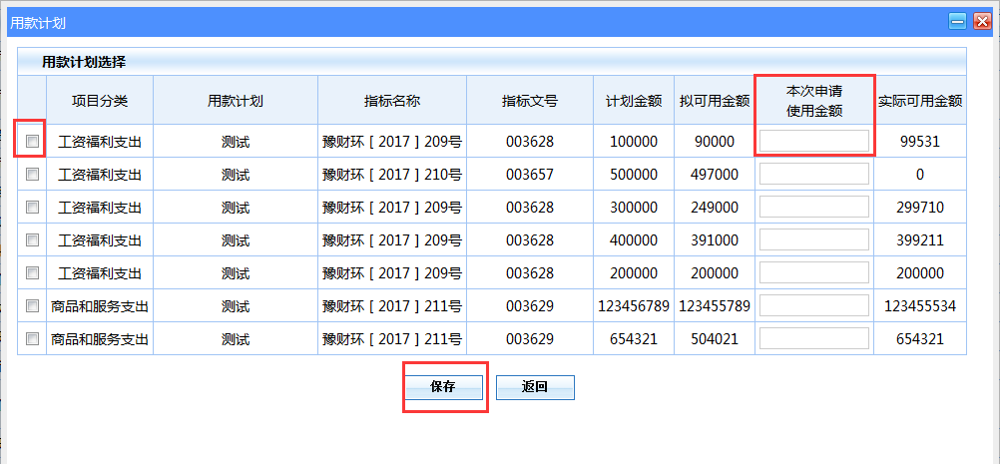 用款计划
用款计划选择
项目分类 用款计划 指标名称 指标文号 计划金额 拟可用金额 本次申请 实际可用金额
使用金额
工资福利支出 测试 豫财环［2017］209号 003628 100000 90000 99531
工资福利支出 测试 豫财环［2017］210号 003657 500000 497000 0
工资福利支出 测试 豫财环［2017］209号 003628 300000 249000 299710
工资福利支出 测试 豫财环［2017］209号 003628 400000 391000 399211
工资福利支出 测试 豫财环［2017］209号 003628 200000 200000 200000
商品和服务支出 测试 豫财环［2017］211号 003629 123456789 123455789 123455534
商品和服务支出 测试 豫财环［2017］211号 003629 654321 504021 654321
保存 返回